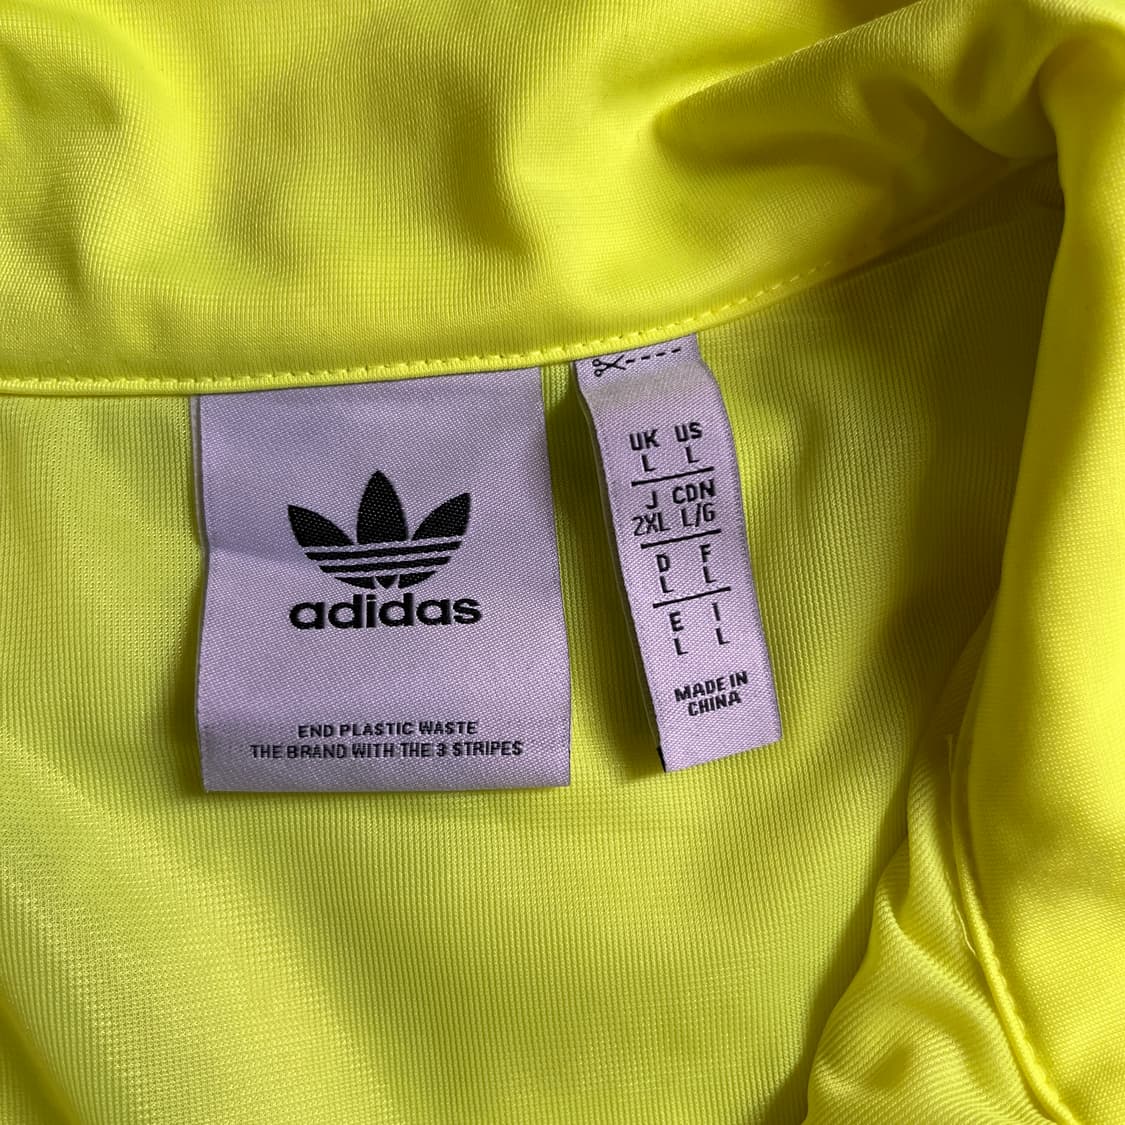 adidas
END PLASTIC WASTE
THE BRAND WITH THE 3 STRIPES
UK US
L L
J CDN
2XL L/G
D F
L L
E I
L L
MADE IN
CHINA